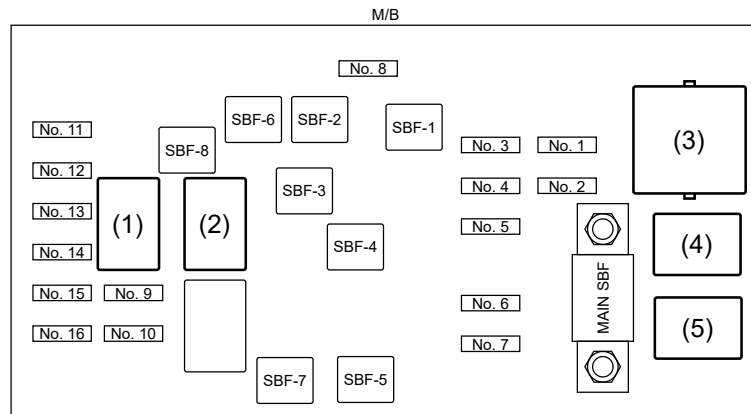 M/B
No. 8
SBF-6
SBF-2
SBF-1
No. 11
SBF-8
No. 3
No. 1
(3)
No. 12
SBF-3
No. 4
No. 2
No. 13
(1)
(2)
No. 5
SBF-4
(4)
No. 14
MAIN SBF
No. 15
No. 9
No. 6
(5)
No. 16
No. 10
No. 7
SBF-7
SBF-5